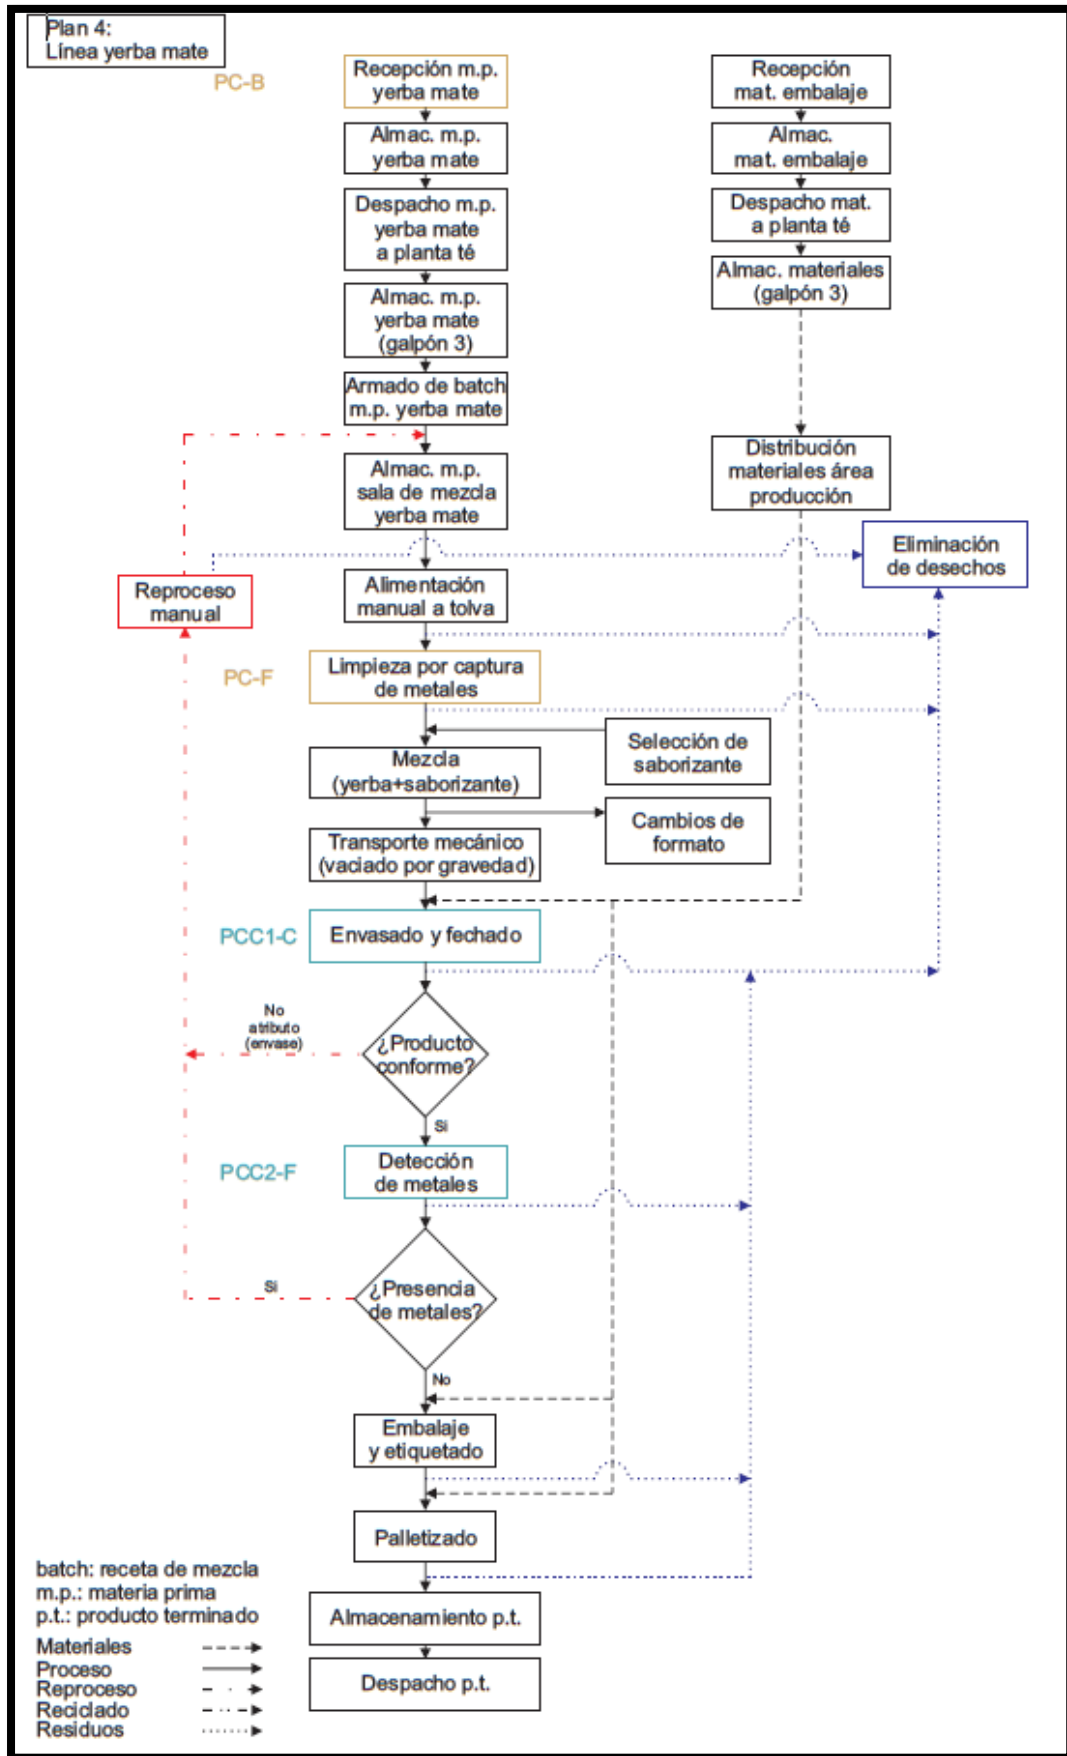 Plan 4:
Línea yerba mate
PC-B
Recepción m.p.
yerba mate
Recepción
mat. embalaje
Almac. m.p.
yerba mate
Almac.
mat. embalaje
Despacho m.p.
yerba mate
a planta té
Despacho mat.
a planta té
Almac. m.p.
yerba mate
(galpón 3)
Almac. materiales
(galpón 3)
Armado de batch
m.p. yerba mate
Distribución
materiales área
producción
Almac. m.p.
sala de mezcla
yerba mate
Eliminación
de desechos
Reproceso
manual
Alimentación
manual a tolva
PC-F
Limpieza por captura
de metales
Selección de
saborizante
Mezcla
(yerba+saborizante)
Cambios de
formato
Transporte mecánico
(vaciado por gravedad)
PCC1-C
Envasado y fechado
No
atributo
(envase)
¿Producto
conforme?
Si
PCC2-F
Detección
de metales
Si
¿Presencia
de metales?
No
Embalaje
y etiquetado
Palletizado
Almacenamiento p.t.
Despacho p.t.
batch: receta de mezcla
m.p.: materia prima
p.t.: producto terminado
Materiales
Proceso
Reproceso
Reciclado
Residuos